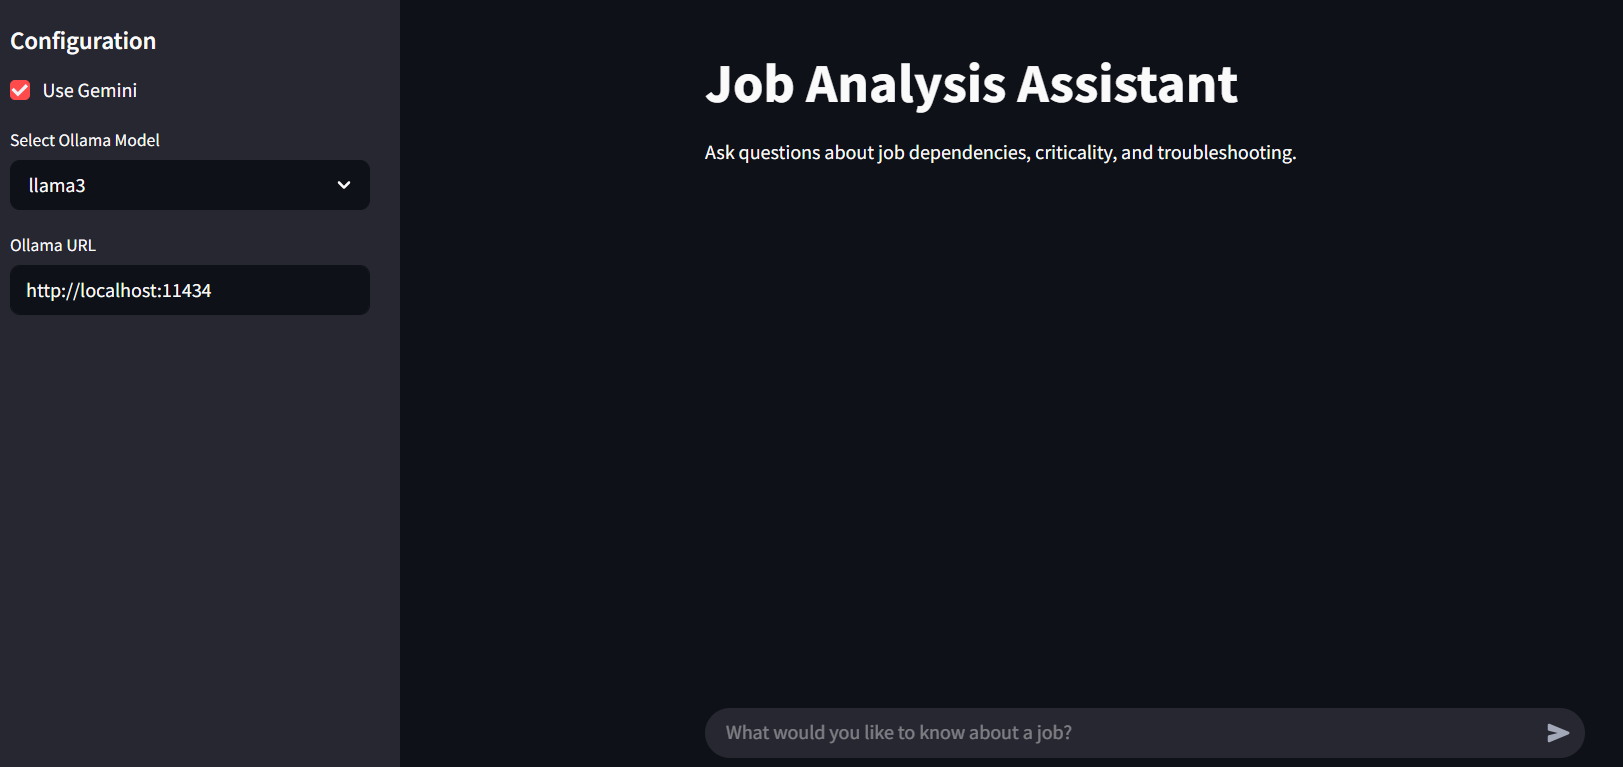 Configuration
Use Gemini
Select Ollama Model
llama3
Ollama URL
http://localhost:11434
Job Analysis Assistant
Ask questions about job dependencies, criticality, and troubleshooting.
What would you like to know about a job?